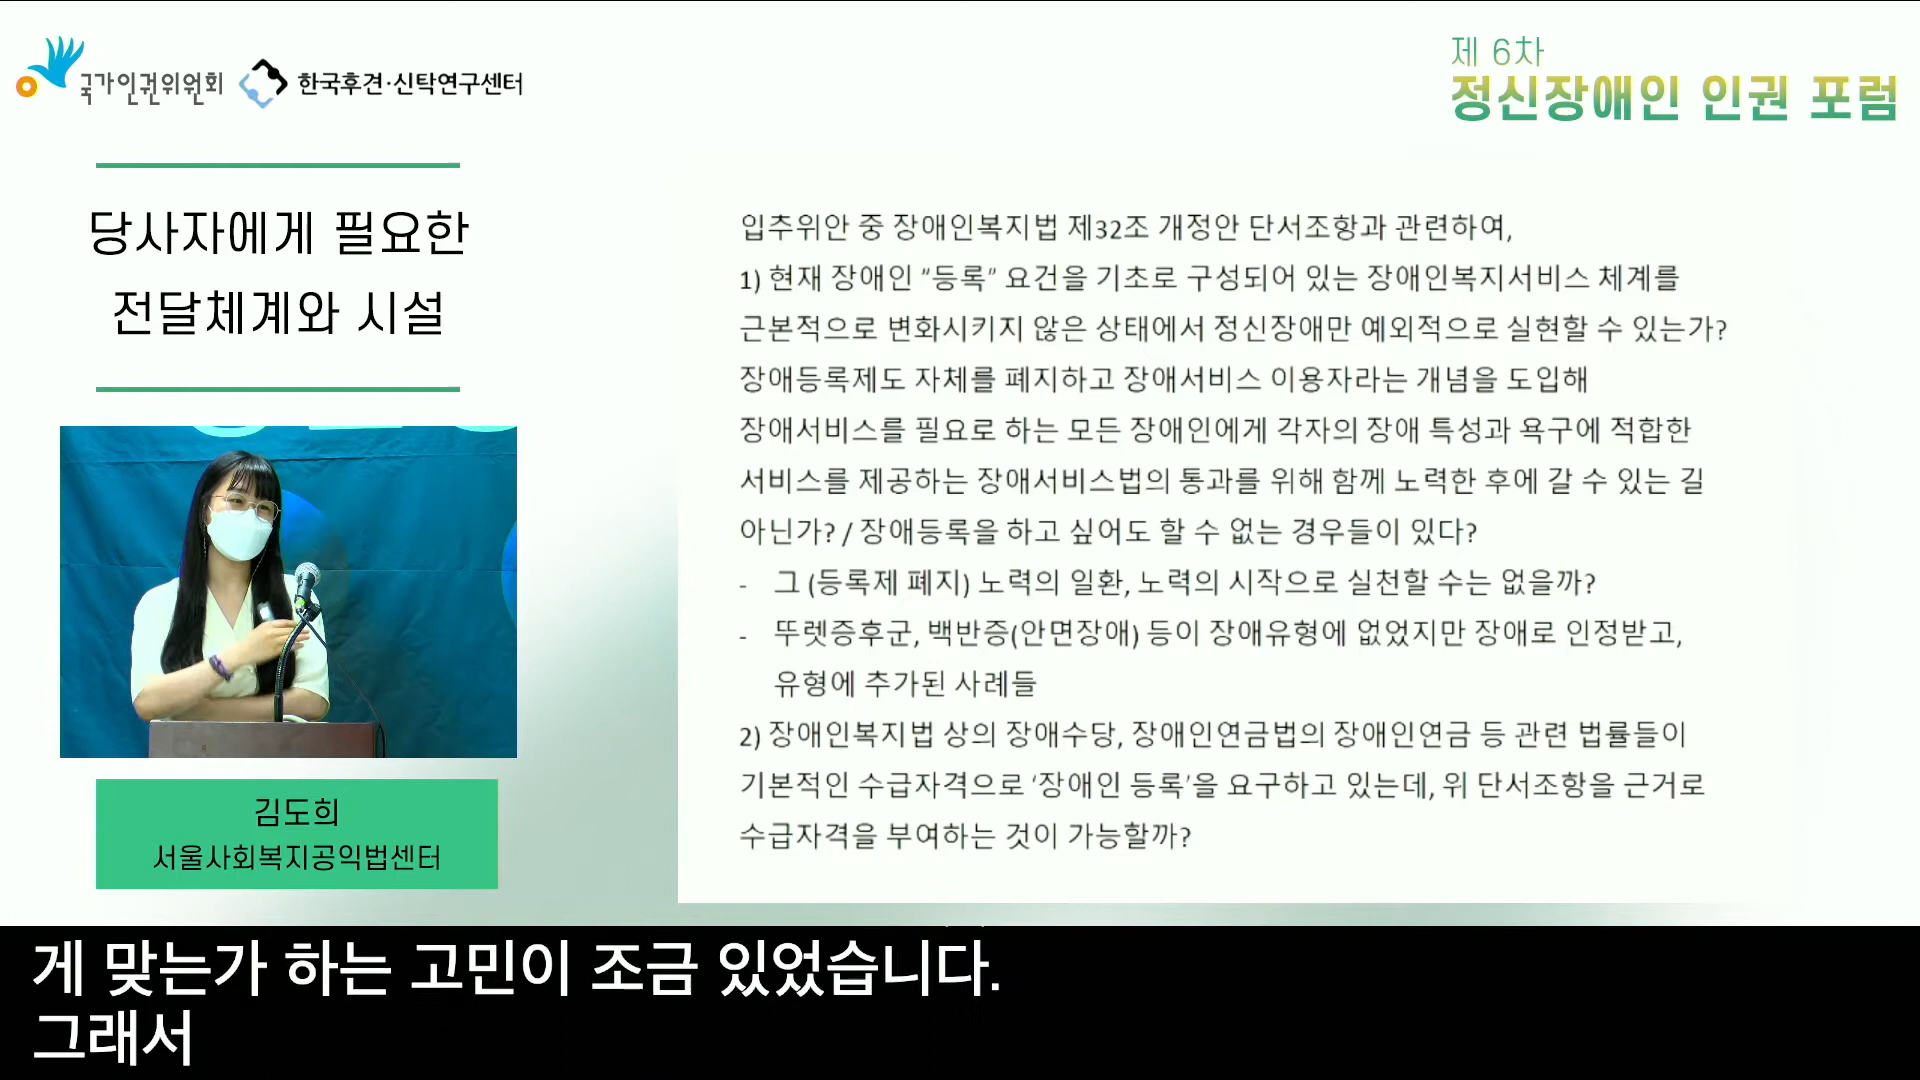 국가인권위원회
한국후견·신탁연구센터
제 6차
정신장애인 인권 포럼
당사자에게 필요한
전달체계와 시설
김도희
서울사회복지공익법센터
입추위안 중 장애인복지법 제32조 개정안 단서조항과 관련하여,
1) 현재 장애인 “등록” 요건을 기초로 구성되어 있는 장애인복지서비스 체계를
근본적으로 변화시키지 않은 상태에서 정신장애만 예외적으로 실현할 수 있는가?
장애등록제도 자체를 폐지하고 장애서비스 이용자라는 개념을 도입해
장애서비스를 필요로 하는 모든 장애인에게 각자의 장애 특성과 욕구에 적합한
서비스를 제공하는 장애서비스법의 통과를 위해 함께 노력한 후에 갈 수 있는 길
아닌가? / 장애등록을 하고 싶어도 할 수 없는 경우들이 있다?
- 그 (등록제 폐지) 노력의 일환, 노력의 시작으로 실천할 수는 없을까?
- 뚜렛증후군, 백반증(안면장애) 등이 장애유형에 없었지만 장애로 인정받고,
유형에 추가된 사례들
2) 장애인복지법 상의 장애수당, 장애인연금법의 장애인연금 등 관련 법률들이
기본적인 수급자격으로 ‘장애인 등록’을 요구하고 있는데, 위 단서조항을 근거로
수급자격을 부여하는 것이 가능할까?
게 맞는가 하는 고민이 조금 있었습니다.
그래서